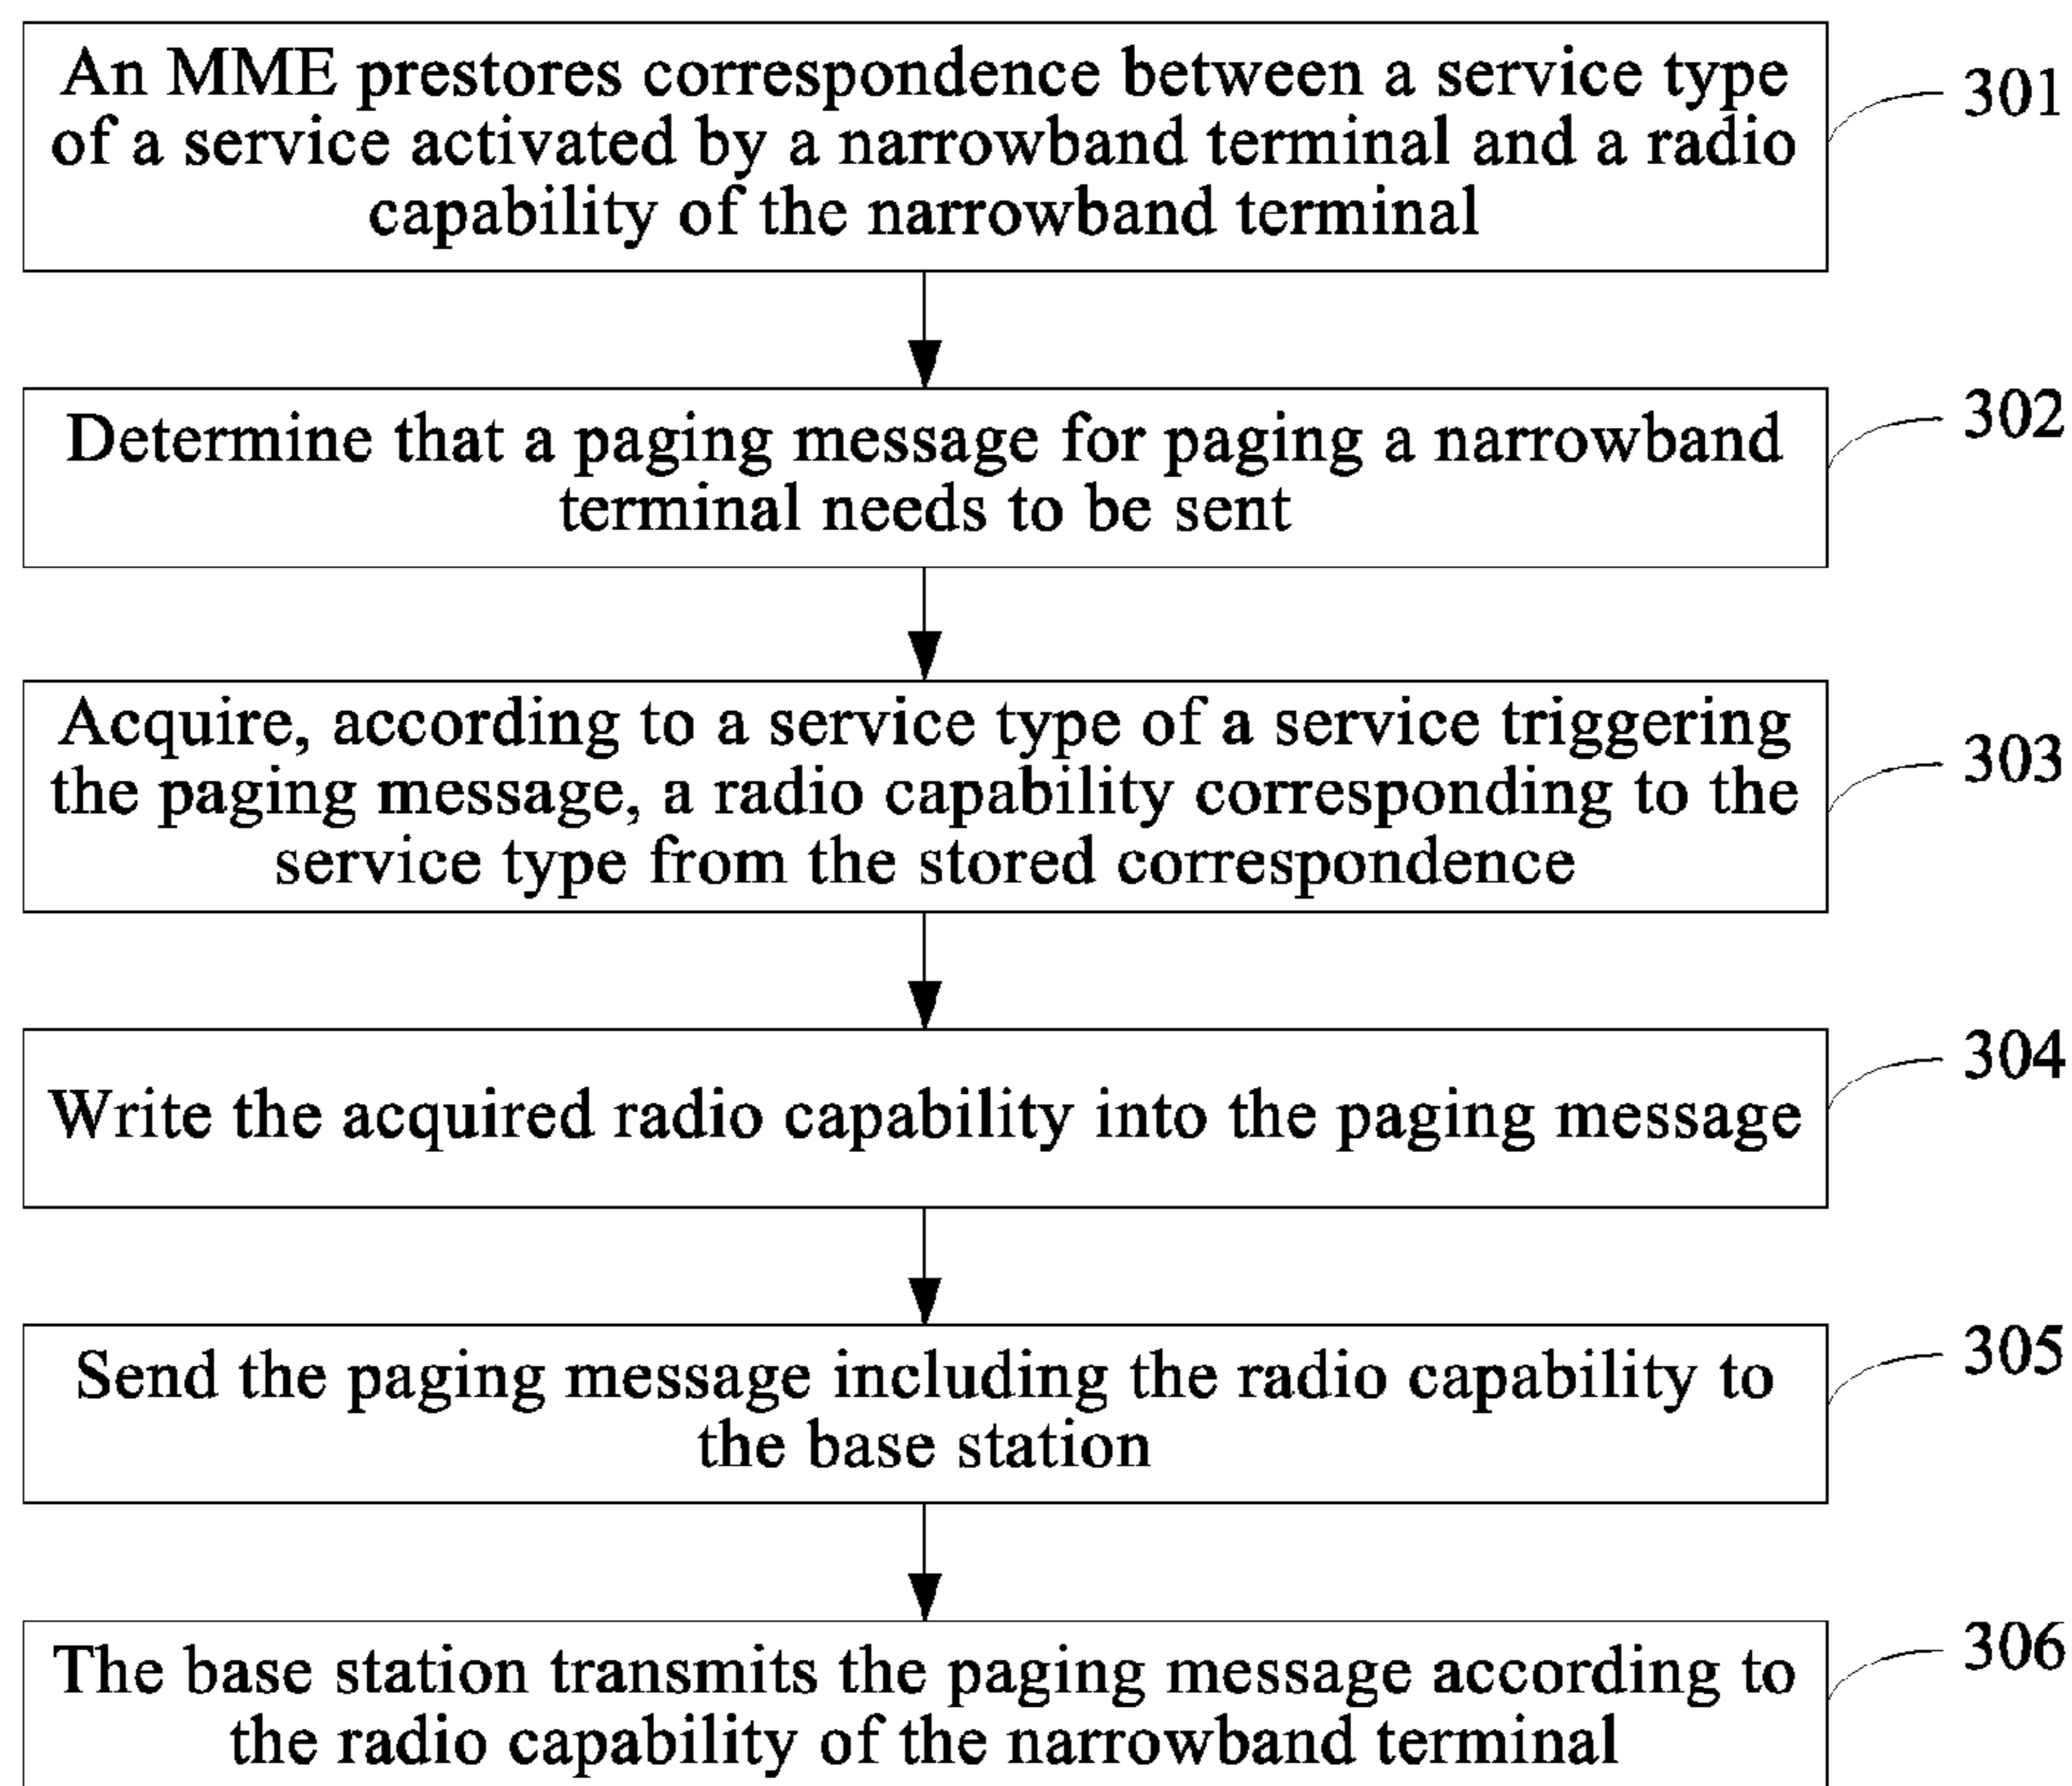 An MME prestores correspondence between a service type
of a service activated by a narrowband terminal and a radio
capability of the narrowband terminal
301
Determine that a paging message for paging a narrowband
terminal needs to be sent
302
Acquire, according to a service type of a service triggering
the paging message, a radio capability corresponding to the
service type from the stored correspondence
303
Write the acquired radio capability into the paging message
304
Send the paging message including the radio capability to
the base station
305
The base station transmits the paging message according to
the radio capability of the narrowband terminal
306